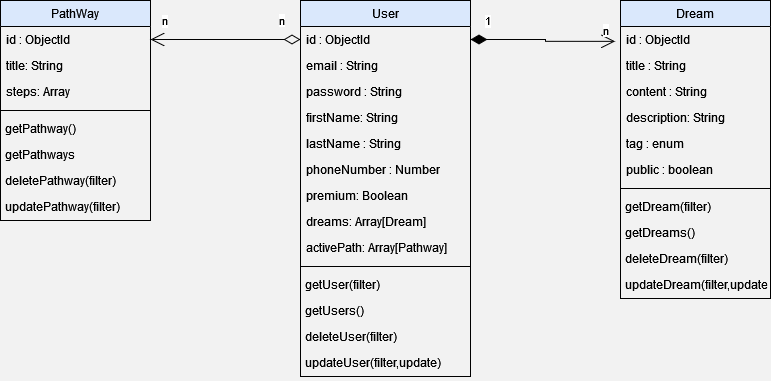 PathWay
id : ObjectId
title: String
steps: Array
getPathway()
getPathways
deletePathway(filter)
updatePathway(filter)
n
n
User
id : ObjectId
email : String
password : String
firstName: String
lastName : String
phoneNumber : Number
premium: Boolean
dreams: Array[Dream]
activePath: Array[Pathway]
getUser(filter)
getUsers()
deleteUser(filter)
updateUser(filter,update)
1
n
Dream
id : ObjectId
title : String
content : String
description: String
tag : enum
public : boolean
getDream(filter)
getDreams()
deleteDream(filter)
updateDream(filter,update